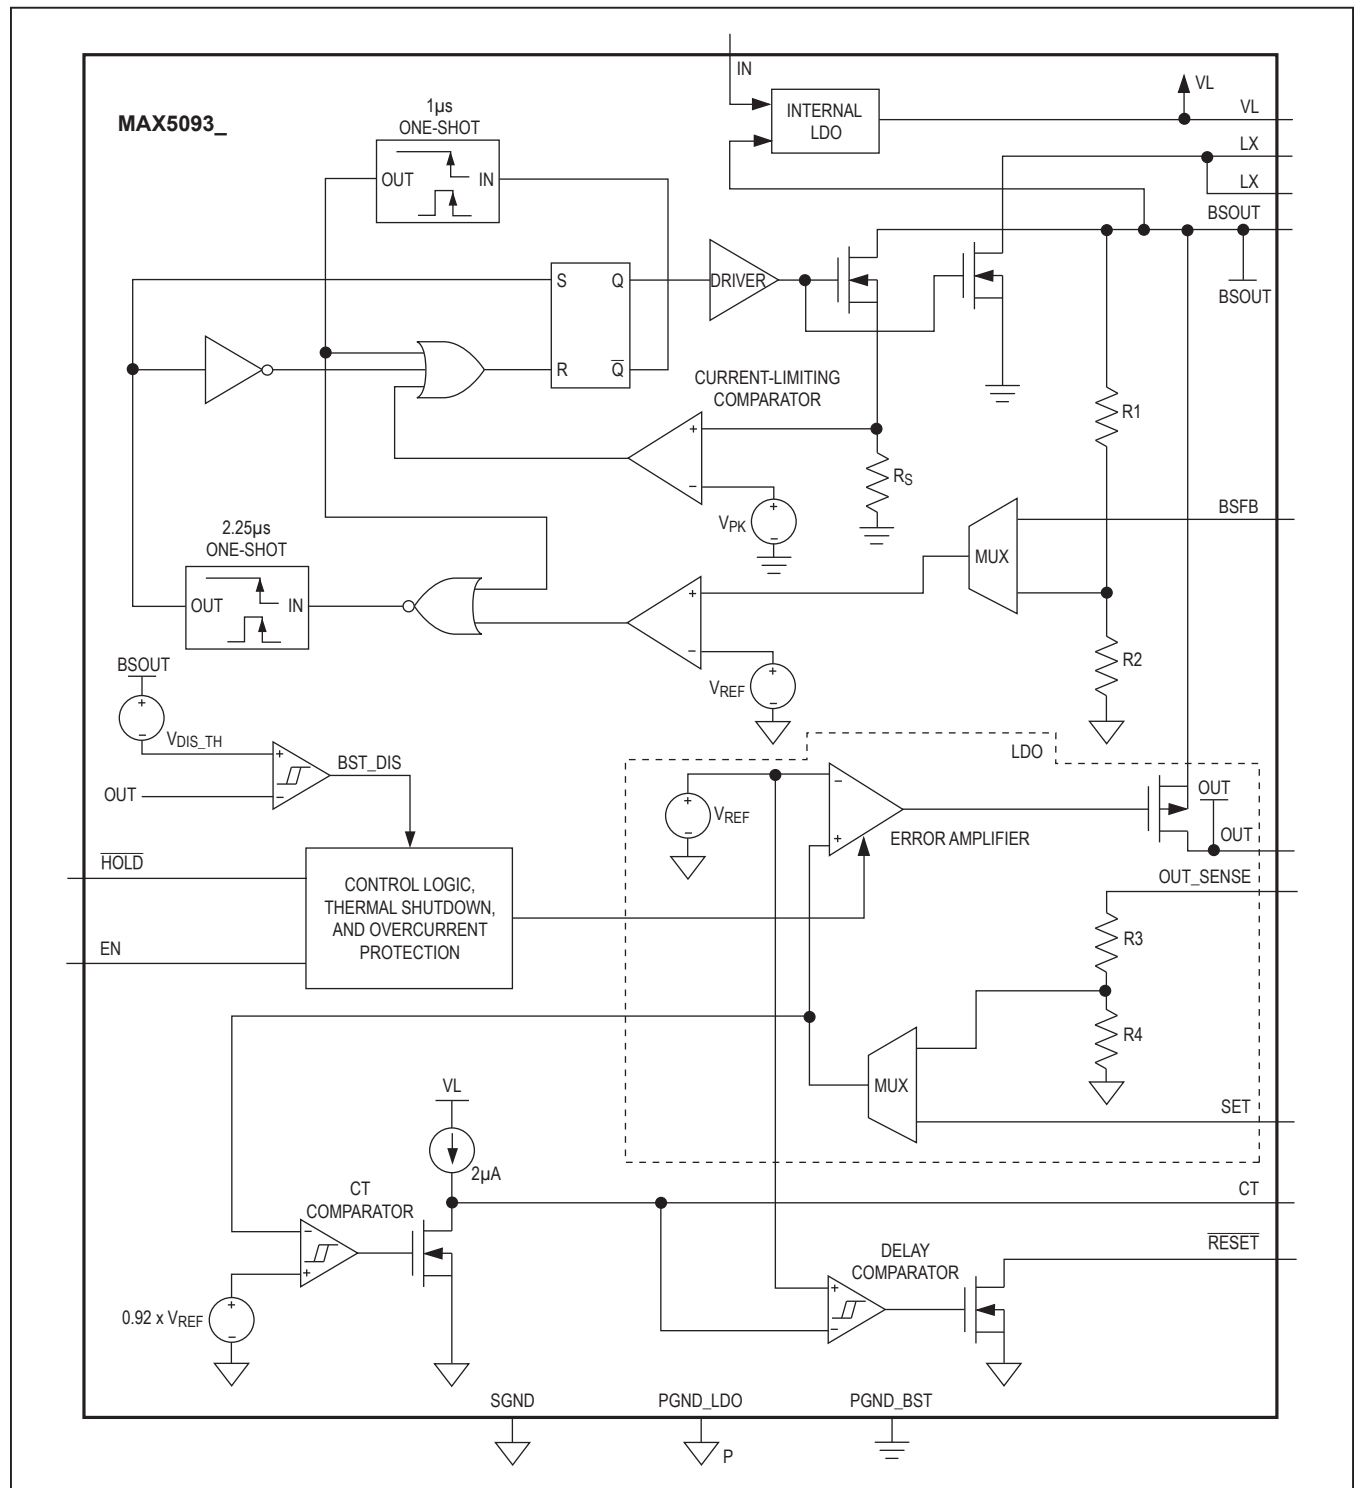 IN
VL
MAX5093_
1µs
ONE-SHOT
INTERNAL
LDO
VL
LX
OUT
IN
LX
BSOUT
S
Q
DRIVER
BSOUT
R
Q̅
CURRENT-LIMITING
COMPARATOR
R1
+
−
RS
VPK
+
−
BSFB
2.25µs
ONE-SHOT
MUX
OUT
IN
+
−
R2
BSOUT
VREF
+
−
+
−
VDIS_TH
LDO
BST_DIS
+
−
OUT
−
+
+
−
VREF
OUT
ERROR AMPLIFIER
OUT
HOLD
OUT_SENSE
CONTROL LOGIC,
THERMAL SHUTDOWN,
AND OVERCURRENT
PROTECTION
R3
EN
R4
VL
MUX
SET
2µA
CT
CT
COMPARATOR
−
+
RESET
DELAY
COMPARATOR
+
−
0.92 x VREF
+
−
SGND
PGND_LDO
PGND_BST
P